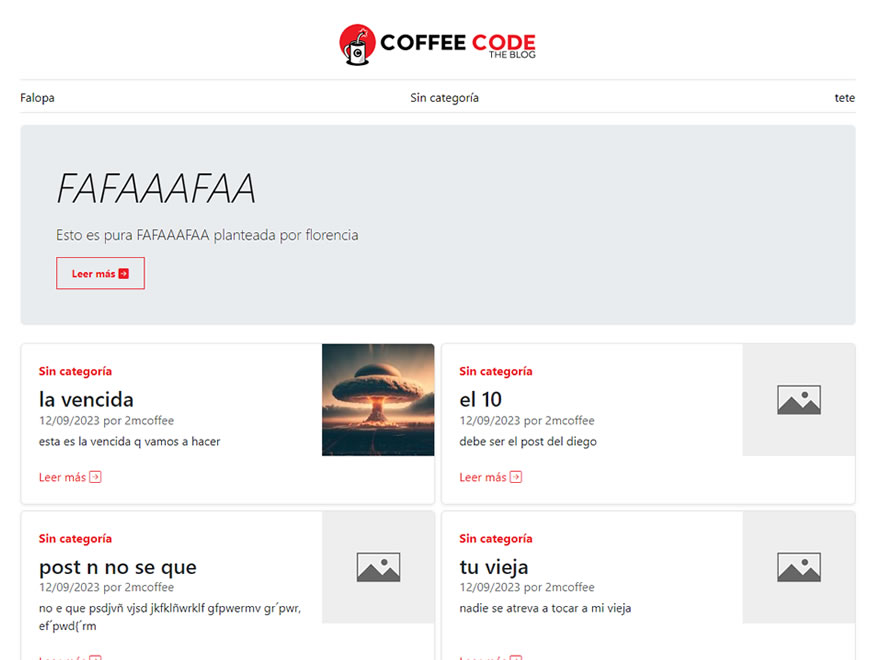 COFFEE CODE
THE BLOG
Falopa Sin categoría tete
FAFAAAFAA
Esto es pura FAFAAAFAA planteada por florencia
Leer más
Sin categoría
la vencida
12/09/2023 por 2mcoffee
esta es la vencida q vamos a hacer
Leer más
Sin categoría
el 10
12/09/2023 por 2mcoffee
debe ser el post del diego
Leer más
Sin categoría
post n no se que
12/09/2023 por 2mcoffee
no e que psdjvñ vjsd jkfklñwrklf gfpwermv gr´pwr,
ef´pwd{´rm
Leer más
Sin categoría
tu vieja
12/09/2023 por 2mcoffee
nadie se atreva a tocar a mi vieja
Leer más